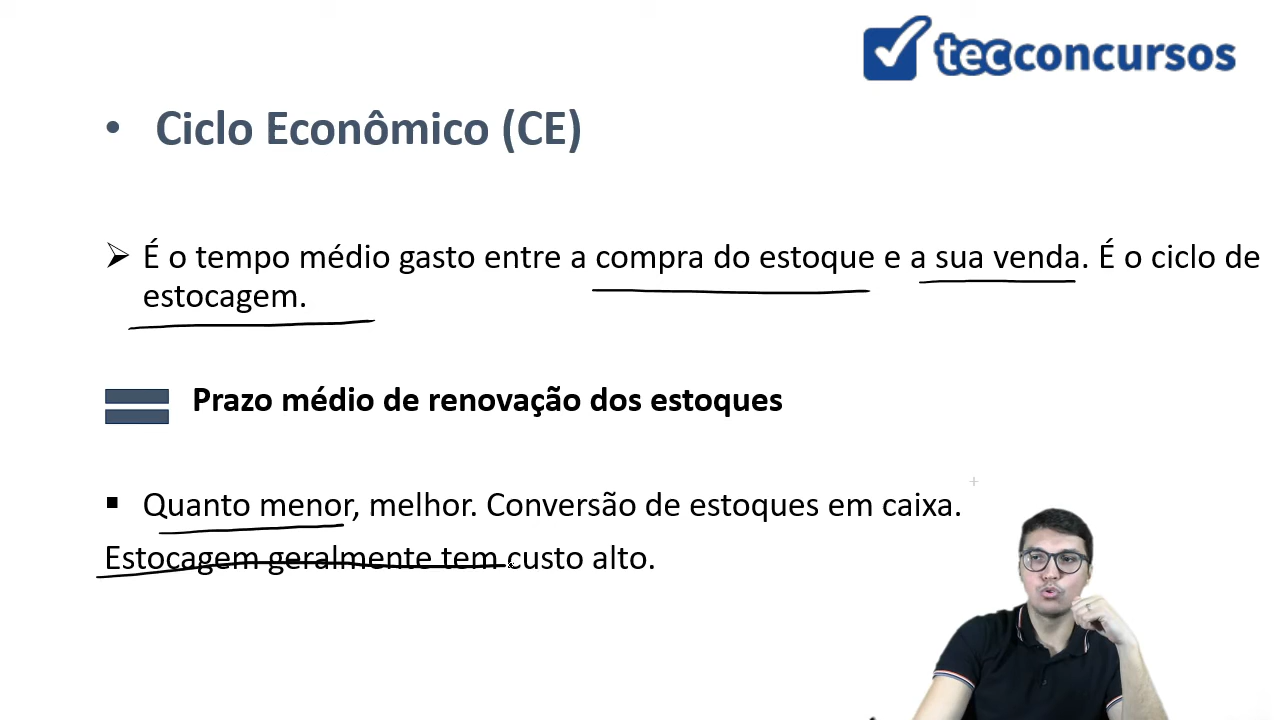 tecconcursos
• Ciclo Econômico (CE)
➢ É o tempo médio gasto entre a compra do estoque e a sua venda. É o ciclo de
estocagem.
Prazo médio de renovação dos estoques
▪ Quanto menor, melhor. Conversão de estoques em caixa.
Estocagem geralmente tem custo alto.